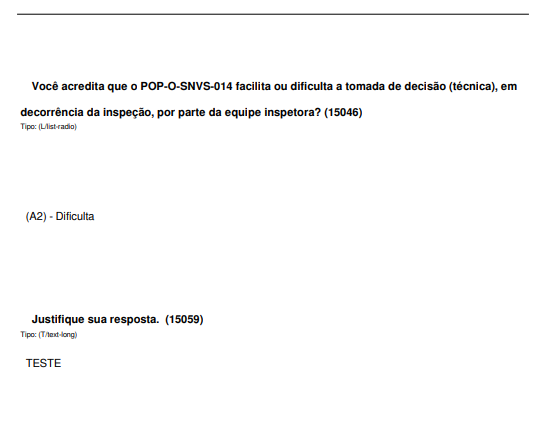 Você acredita que o POP-O-SNVS-014 facilita ou dificulta a tomada de decisão (técnica), em
decorrência da inspeção, por parte da equipe inspetora? (15046)
Tipo: (L/list-radio)
(A2) - Dificulta
Justifique sua resposta. (15059)
Tipo: (T/text-long)
TESTE